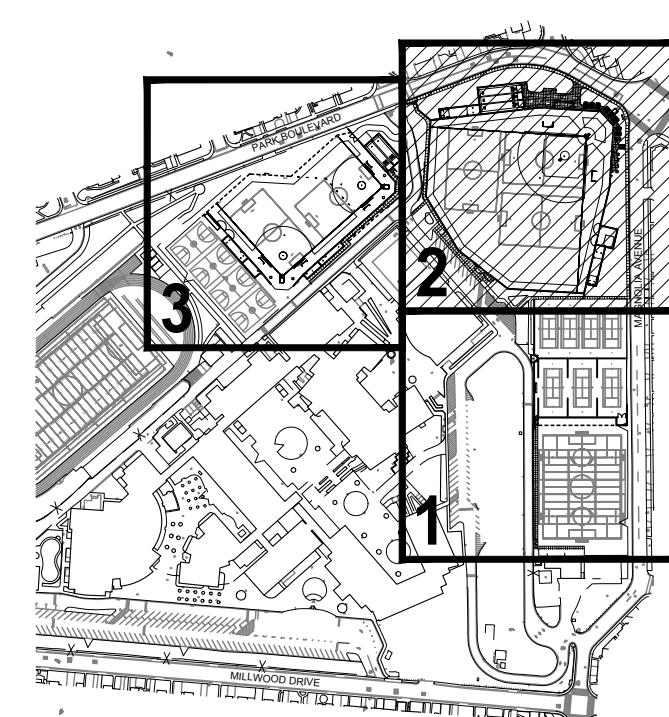 PARK BOULEVARD
MAGNOLIA AVENUE
2
3
1
MILLWOOD DRIVE